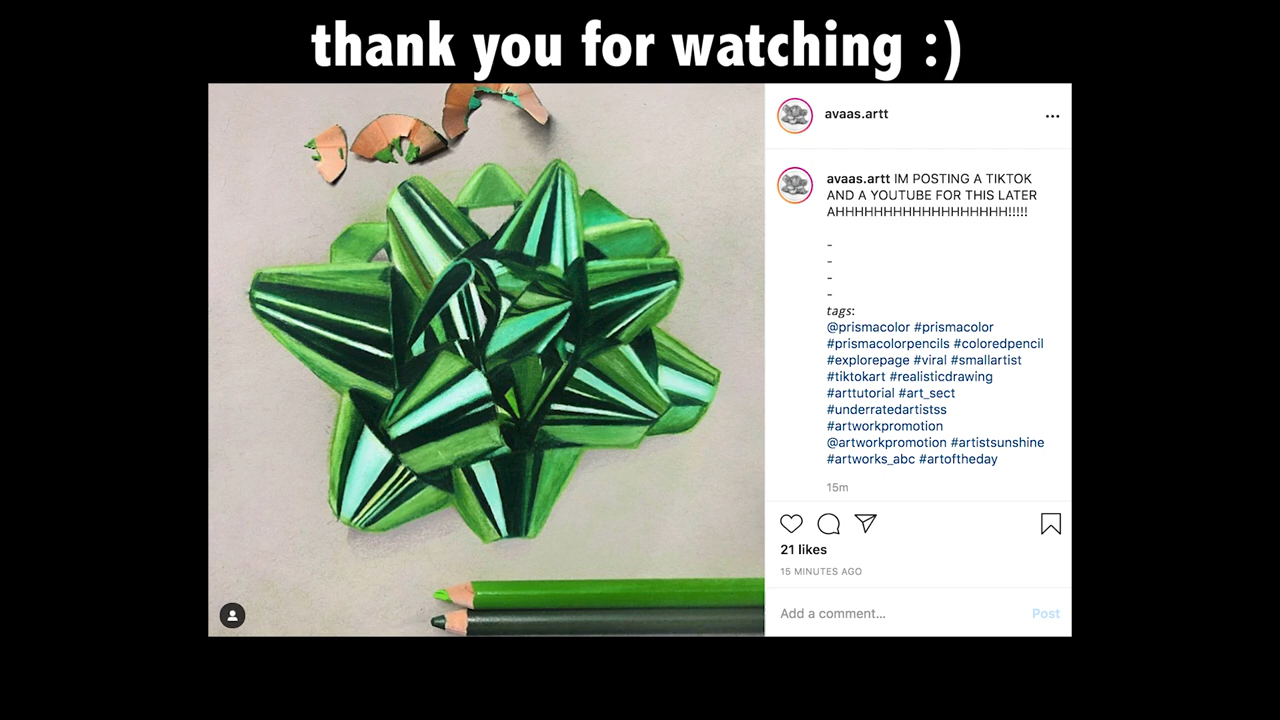 thank you for watching :)
avaas.artt
avaas.artt IM POSTING A TIKTOK
AND A YOUTUBE FOR THIS LATER
AHHHHHHHHHHHHHHHHHH!!!!!
-
-
-
-
tags:
@prismacolor #prismacolor
#prismacolorpencils #coloredpencil
#explorepage #viral #smallartist
#tiktokart #realisticdrawing
#arttutorial #art_sect
#underratedartistss
#artworkpromotion
@artworkpromotion #artistsunshine
#artworks_abc #artoftheday
15m
21 likes
15 MINUTES AGO
Add a comment... Post